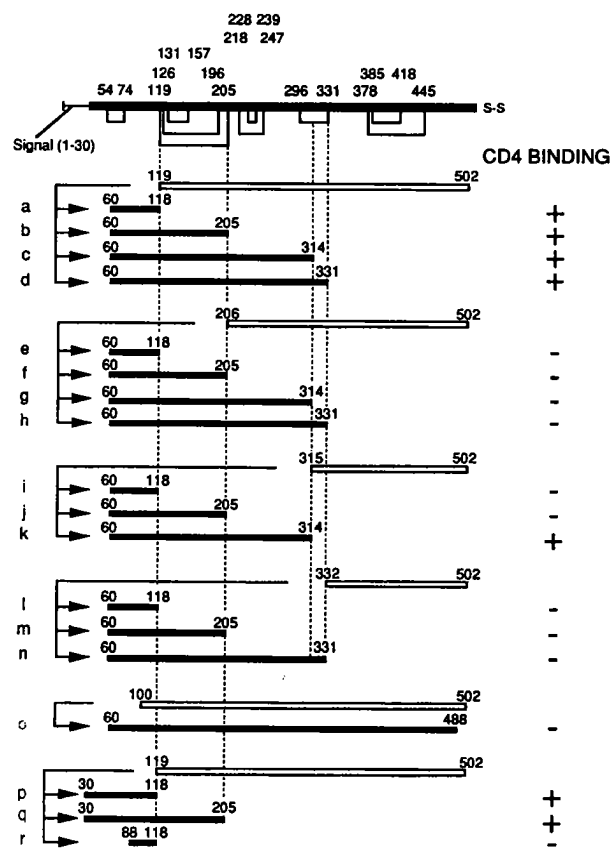 228 239
218 247
131 157
126 196
54 74 119 205 296 331 385 418
378 445
S-S
Signal (1-30)
CD4 BINDING
119 502
a 60 118 +
b 60 205 +
c 60 314 +
d 60 331 +
206 502
e 60 118 -
f 60 205 -
g 60 314 -
h 60 331 -
315 502
i 60 118 -
j 60 205 -
k 60 314 +
332 502
l 60 118 -
m 60 205 -
n 60 331 -
100 502
o 60 488 -
119 502
p 30 118 +
q 30 205 +
r 88 118 -